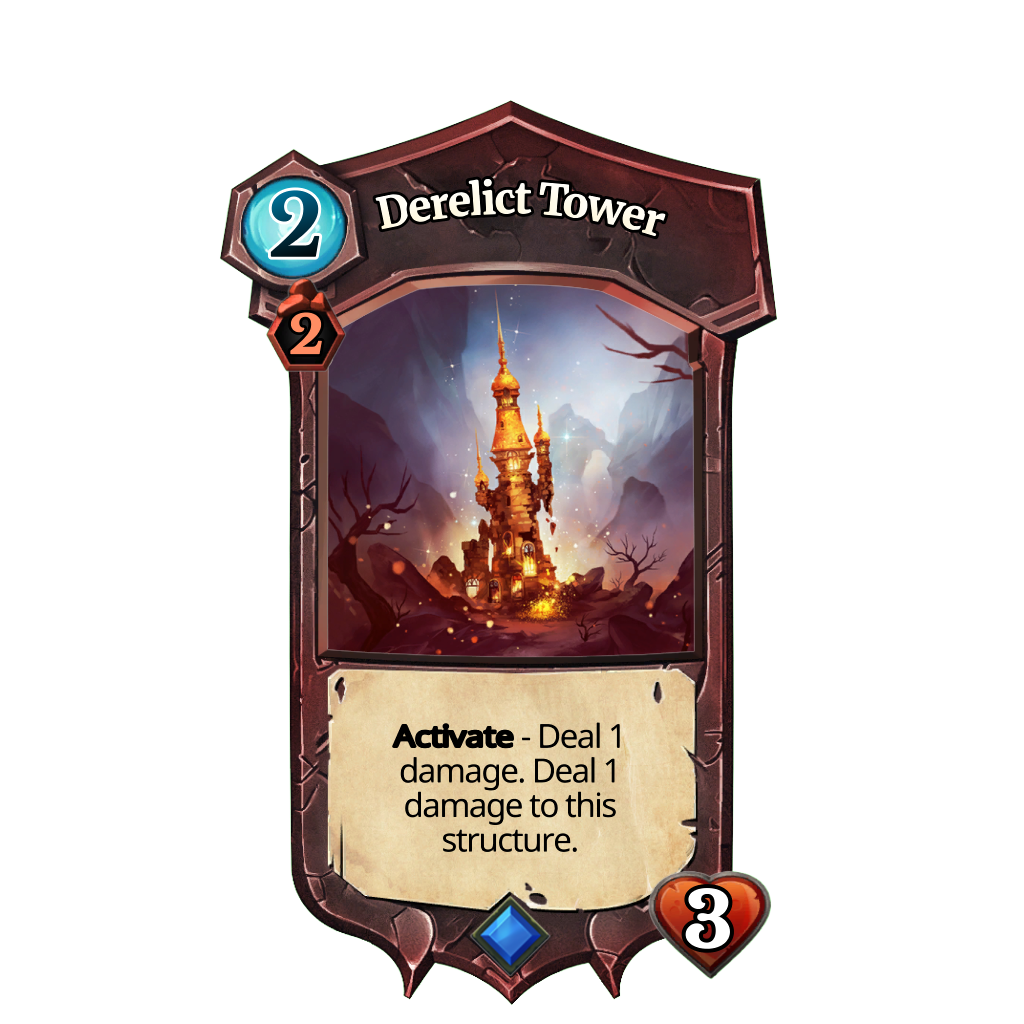 2
Derelict Tower
2
Activate - Deal 1
damage. Deal 1
damage to this
structure.
3